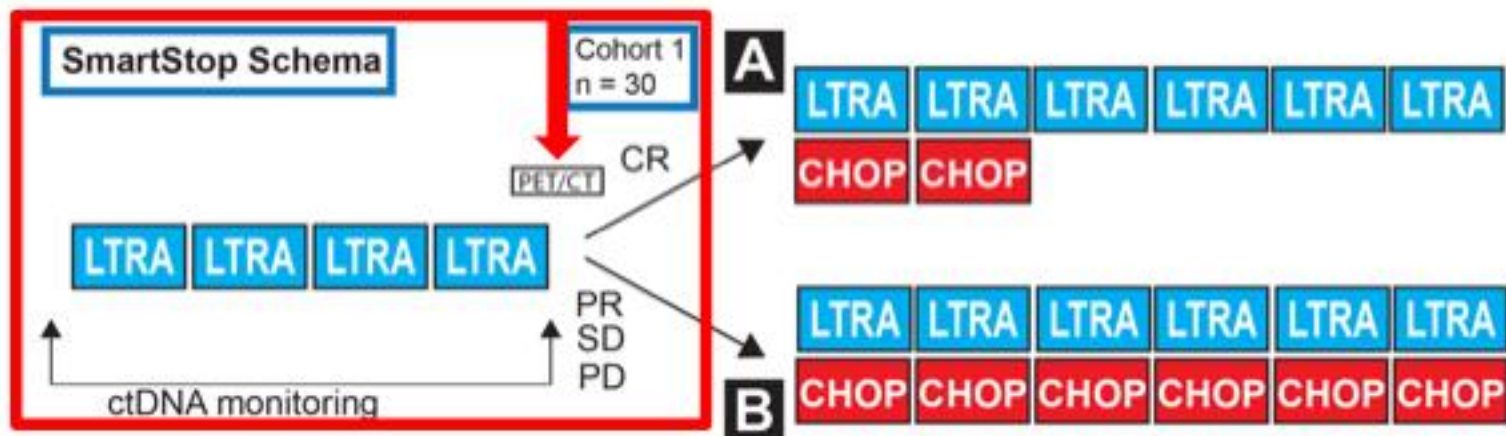 SmartStop Schema
Cohort 1
n = 30
PET/CT
CR
LTRA LTRA LTRA LTRA
PR
SD
PD
ctDNA monitoring
A
LTRA LTRA LTRA LTRA LTRA LTRA
CHOP CHOP
LTRA LTRA LTRA LTRA LTRA LTRA
CHOP CHOP CHOP CHOP CHOP CHOP
B